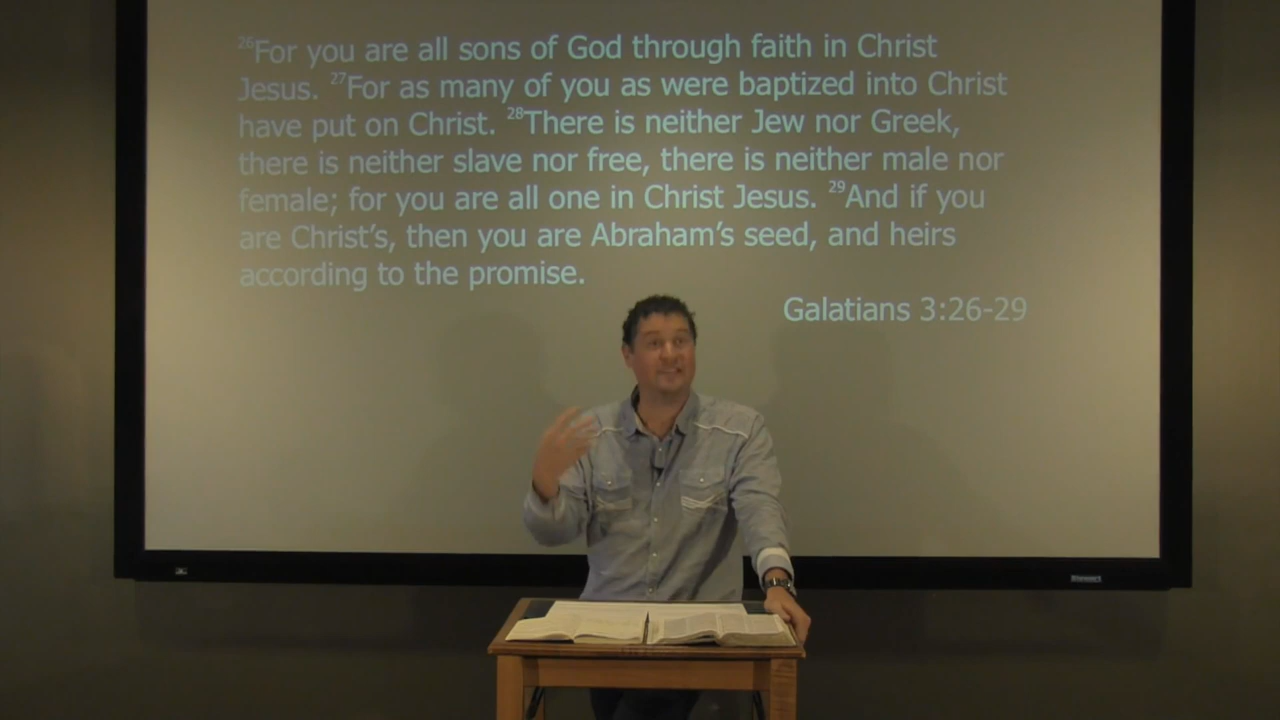 26For you are all sons of God through faith in Christ
Jesus. 27For as many of you as were baptized into Christ
have put on Christ. 28There is neither Jew nor Greek,
there is neither slave nor free, there is neither male nor
female; for you are all one in Christ Jesus. 29And if you
are Christ's, then you are Abraham's seed, and heirs
according to the promise.
Galatians 3:26-29
Stewart